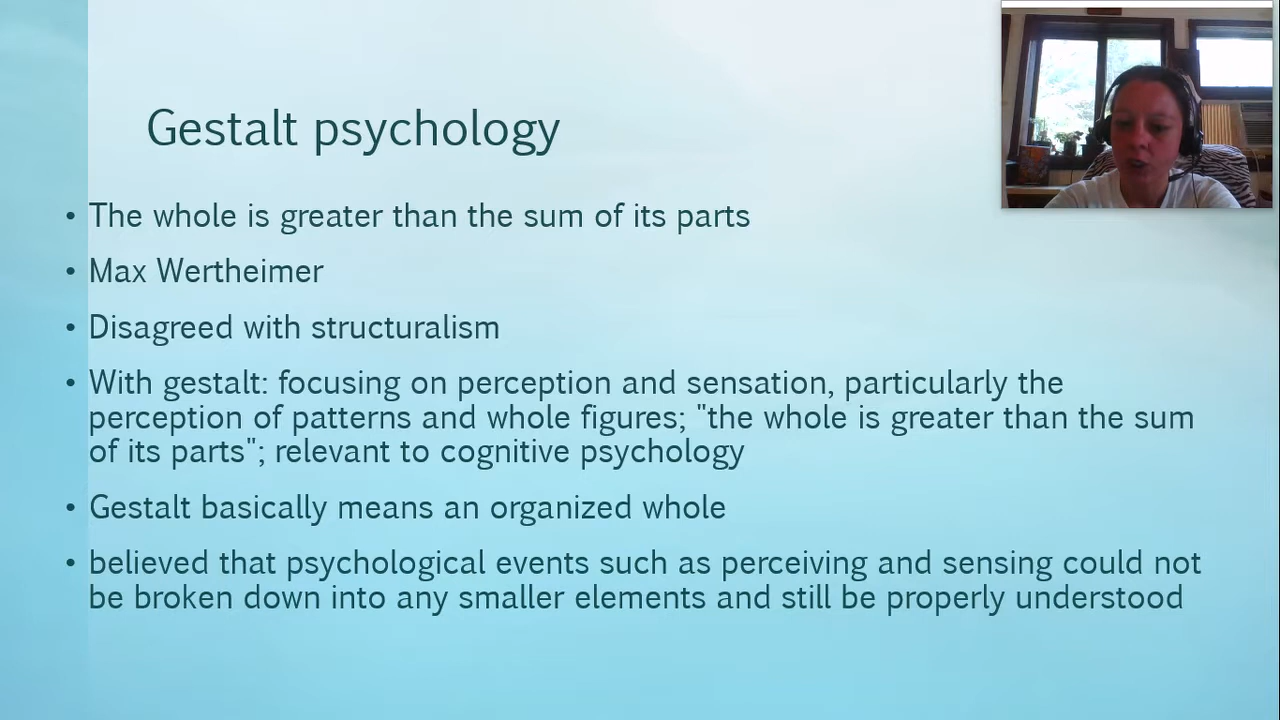 Gestalt psychology
• The whole is greater than the sum of its parts
• Max Wertheimer
• Disagreed with structuralism
• With gestalt: focusing on perception and sensation, particularly the
perception of patterns and whole figures; "the whole is greater than the sum
of its parts"; relevant to cognitive psychology
• Gestalt basically means an organized whole
• believed that psychological events such as perceiving and sensing could not
be broken down into any smaller elements and still be properly understood